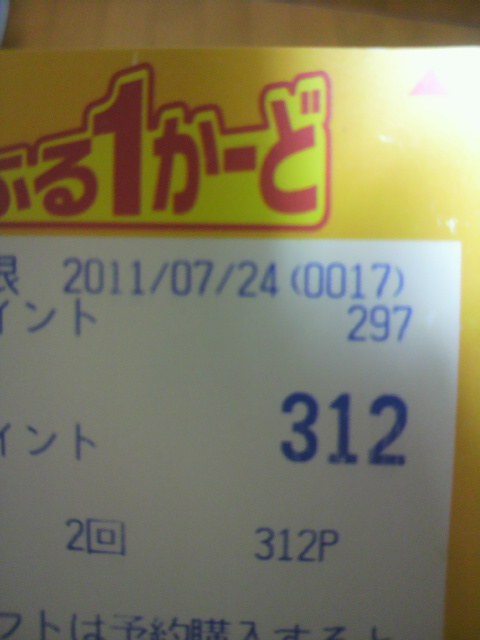 ぶる1かーど
限 2011/07/24(0017)
イント 297
イント 312
2回 312P
フトは予約購入すると